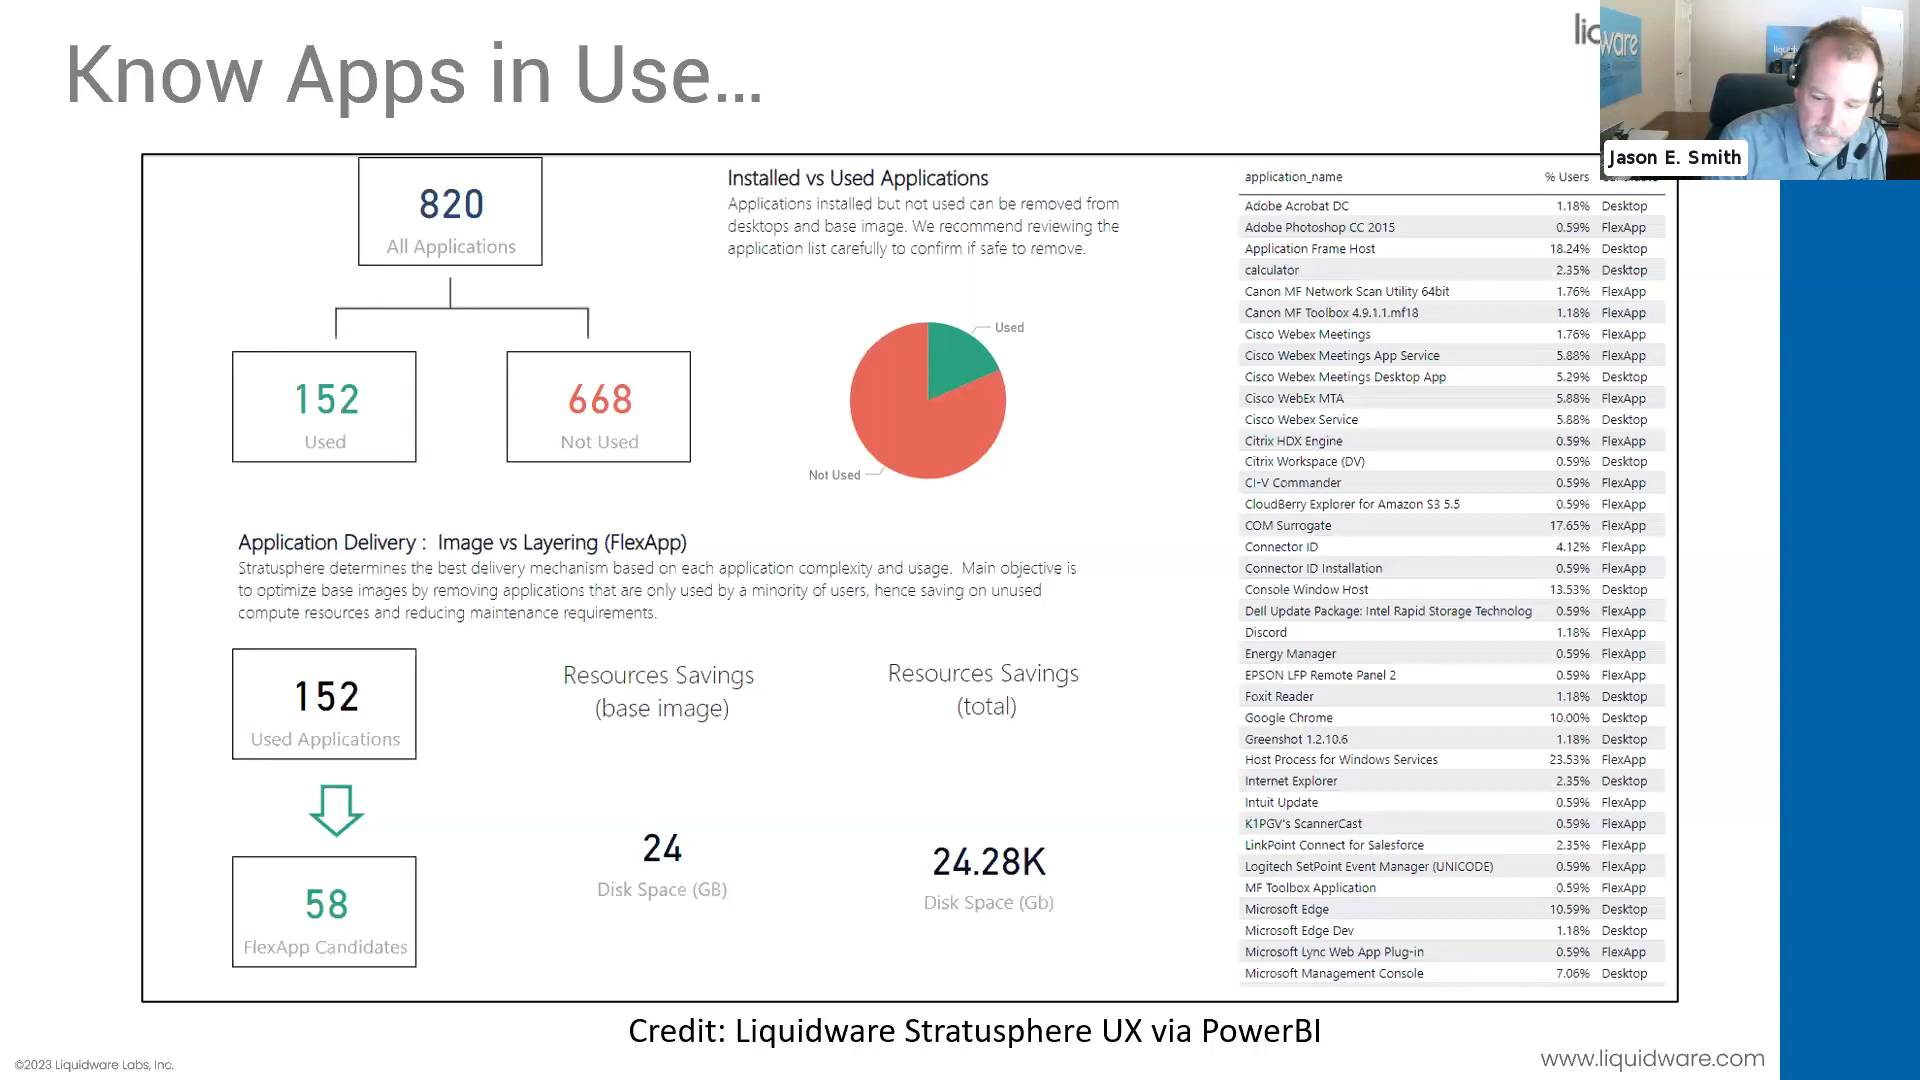 Know Apps in Use...
liquidware
Jason E. Smith
820
All Applications
152
Used
668
Not Used
Installed vs Used Applications
Applications installed but not used can be removed from
desktops and base image. We recommend reviewing the
application list carefully to confirm if safe to remove.
Used
Not Used
Application Delivery : Image vs Layering (FlexApp)
Stratusphere determines the best delivery mechanism based on each application complexity and usage. Main objective is
to optimize base images by removing applications that are only used by a minority of users, hence saving on unused
compute resources and reducing maintenance requirements.
152
Used Applications
58
FlexApp Candidates
Resources Savings
(base image)
24
Disk Space (GB)
Resources Savings
(total)
24.28K
Disk Space (Gb)
application_name % Users
Adobe Acrobat DC 1.18% Desktop
Adobe Photoshop CC 2015 0.59% FlexApp
Application Frame Host 18.24% Desktop
calculator 2.35% Desktop
Canon MF Network Scan Utility 64bit 1.76% FlexApp
Canon MF Toolbox 4.9.1.1.mf18 1.18% FlexApp
Cisco Webex Meetings 1.76% FlexApp
Cisco Webex Meetings App Service 5.88% FlexApp
Cisco Webex Meetings Desktop App 5.29% Desktop
Cisco WebEx MTA 5.88% FlexApp
Cisco Webex Service 5.88% Desktop
Citrix HDX Engine 0.59% FlexApp
Citrix Workspace (DV) 0.59% Desktop
CI-V Commander 0.59% FlexApp
CloudBerry Explorer for Amazon S3 5.5 0.59% FlexApp
COM Surrogate 17.65% FlexApp
Connector ID 4.12% FlexApp
Connector ID Installation 0.59% FlexApp
Console Window Host 13.53% Desktop
Dell Update Package: Intel Rapid Storage Technolog 0.59% FlexApp
Discord 1.18% FlexApp
Energy Manager 0.59% FlexApp
EPSON LFP Remote Panel 2 0.59% FlexApp
Foxit Reader 1.18% Desktop
Google Chrome 10.00% Desktop
Greenshot 1.2.10.6 1.18% Desktop
Host Process for Windows Services 23.53% FlexApp
Internet Explorer 2.35% Desktop
Intuit Update 0.59% FlexApp
K1PGV's ScannerCast 0.59% FlexApp
LinkPoint Connect for Salesforce 2.35% FlexApp
Logitech SetPoint Event Manager (UNICODE) 0.59% FlexApp
MF Toolbox Application 0.59% FlexApp
Microsoft Edge 10.59% Desktop
Microsoft Edge Dev 1.18% Desktop
Microsoft Lync Web App Plug-in 0.59% FlexApp
Microsoft Management Console 7.06% Desktop
Credit: Liquidware Stratusphere UX via PowerBI
©2023 Liquidware Labs, Inc.
www.liquidware.com